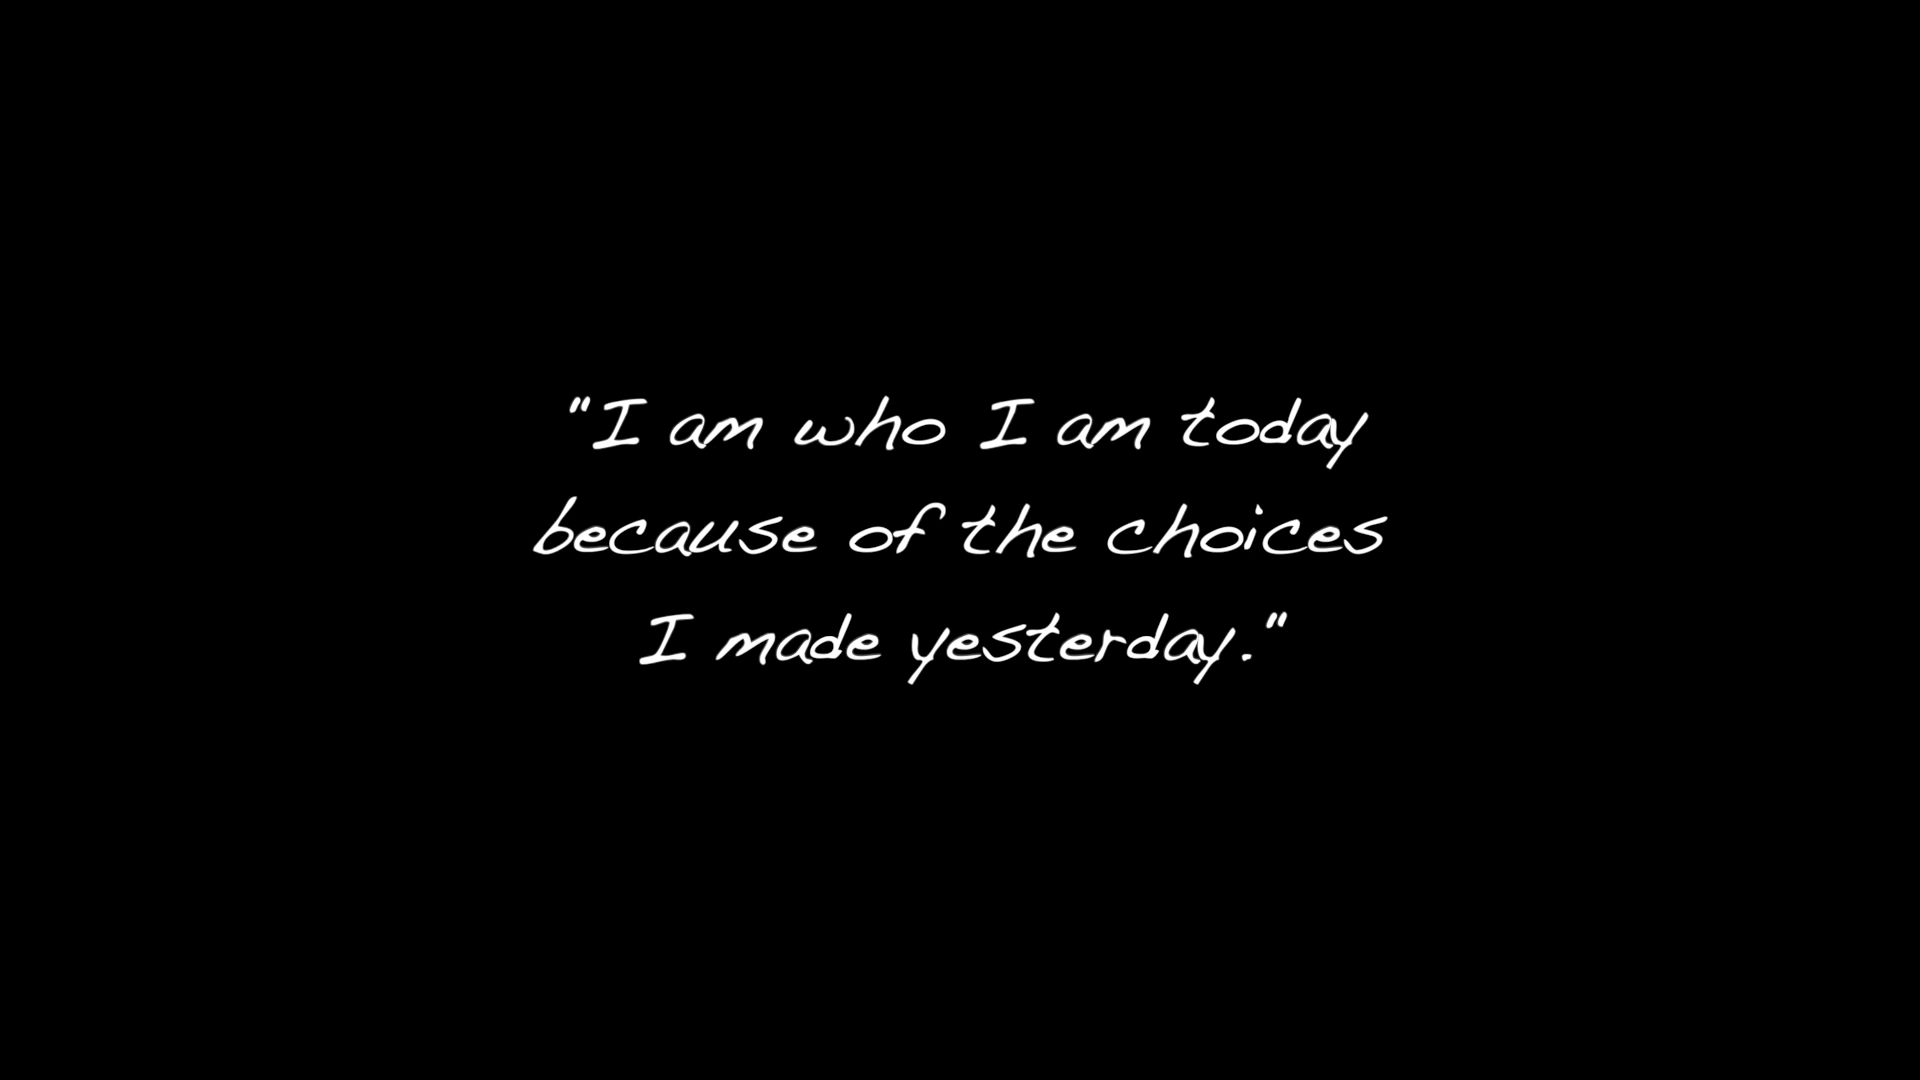 "I am who I am today
because of the choices
I made yesterday."